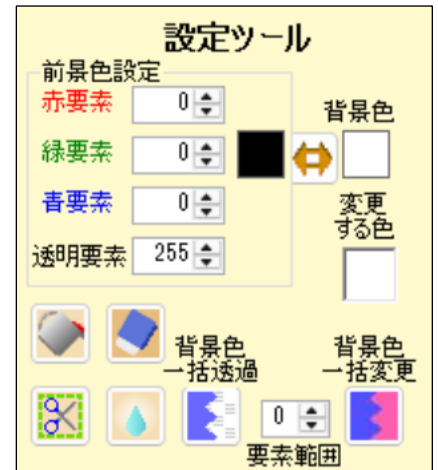 設定ツール
前景色設定
赤要素 0
背景色
緑要素 0
青要素 0
変更
する色
透明要素 255
背景色
一括透過
背景色
一括変更
0
要素範囲